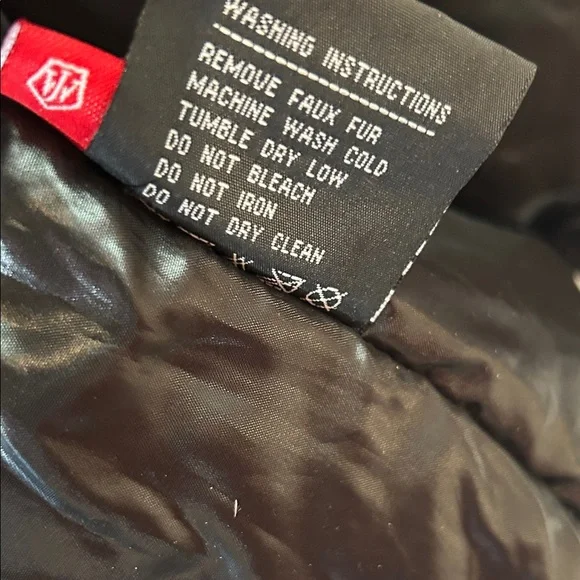 WASHING INSTRUCTIONS
REMOVE FAUX FUR
MACHINE WASH COLD
TUMBLE DRY LOW
DO NOT BLEACH
DO NOT IRON
DO NOT DRY CLEAN